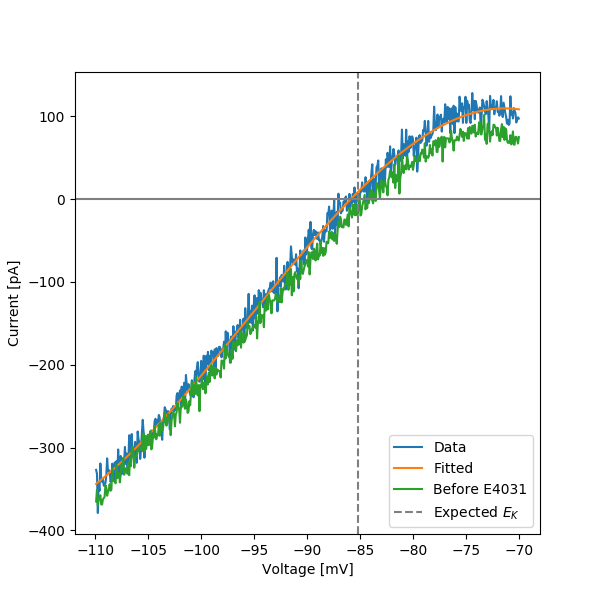 100
0
−100
−200
−300
−400
Current [pA]
Data
Fitted
Before E4031
Expected $E_K$
−110 −105 −100 −95 −90 −85 −80 −75 −70
Voltage [mV]